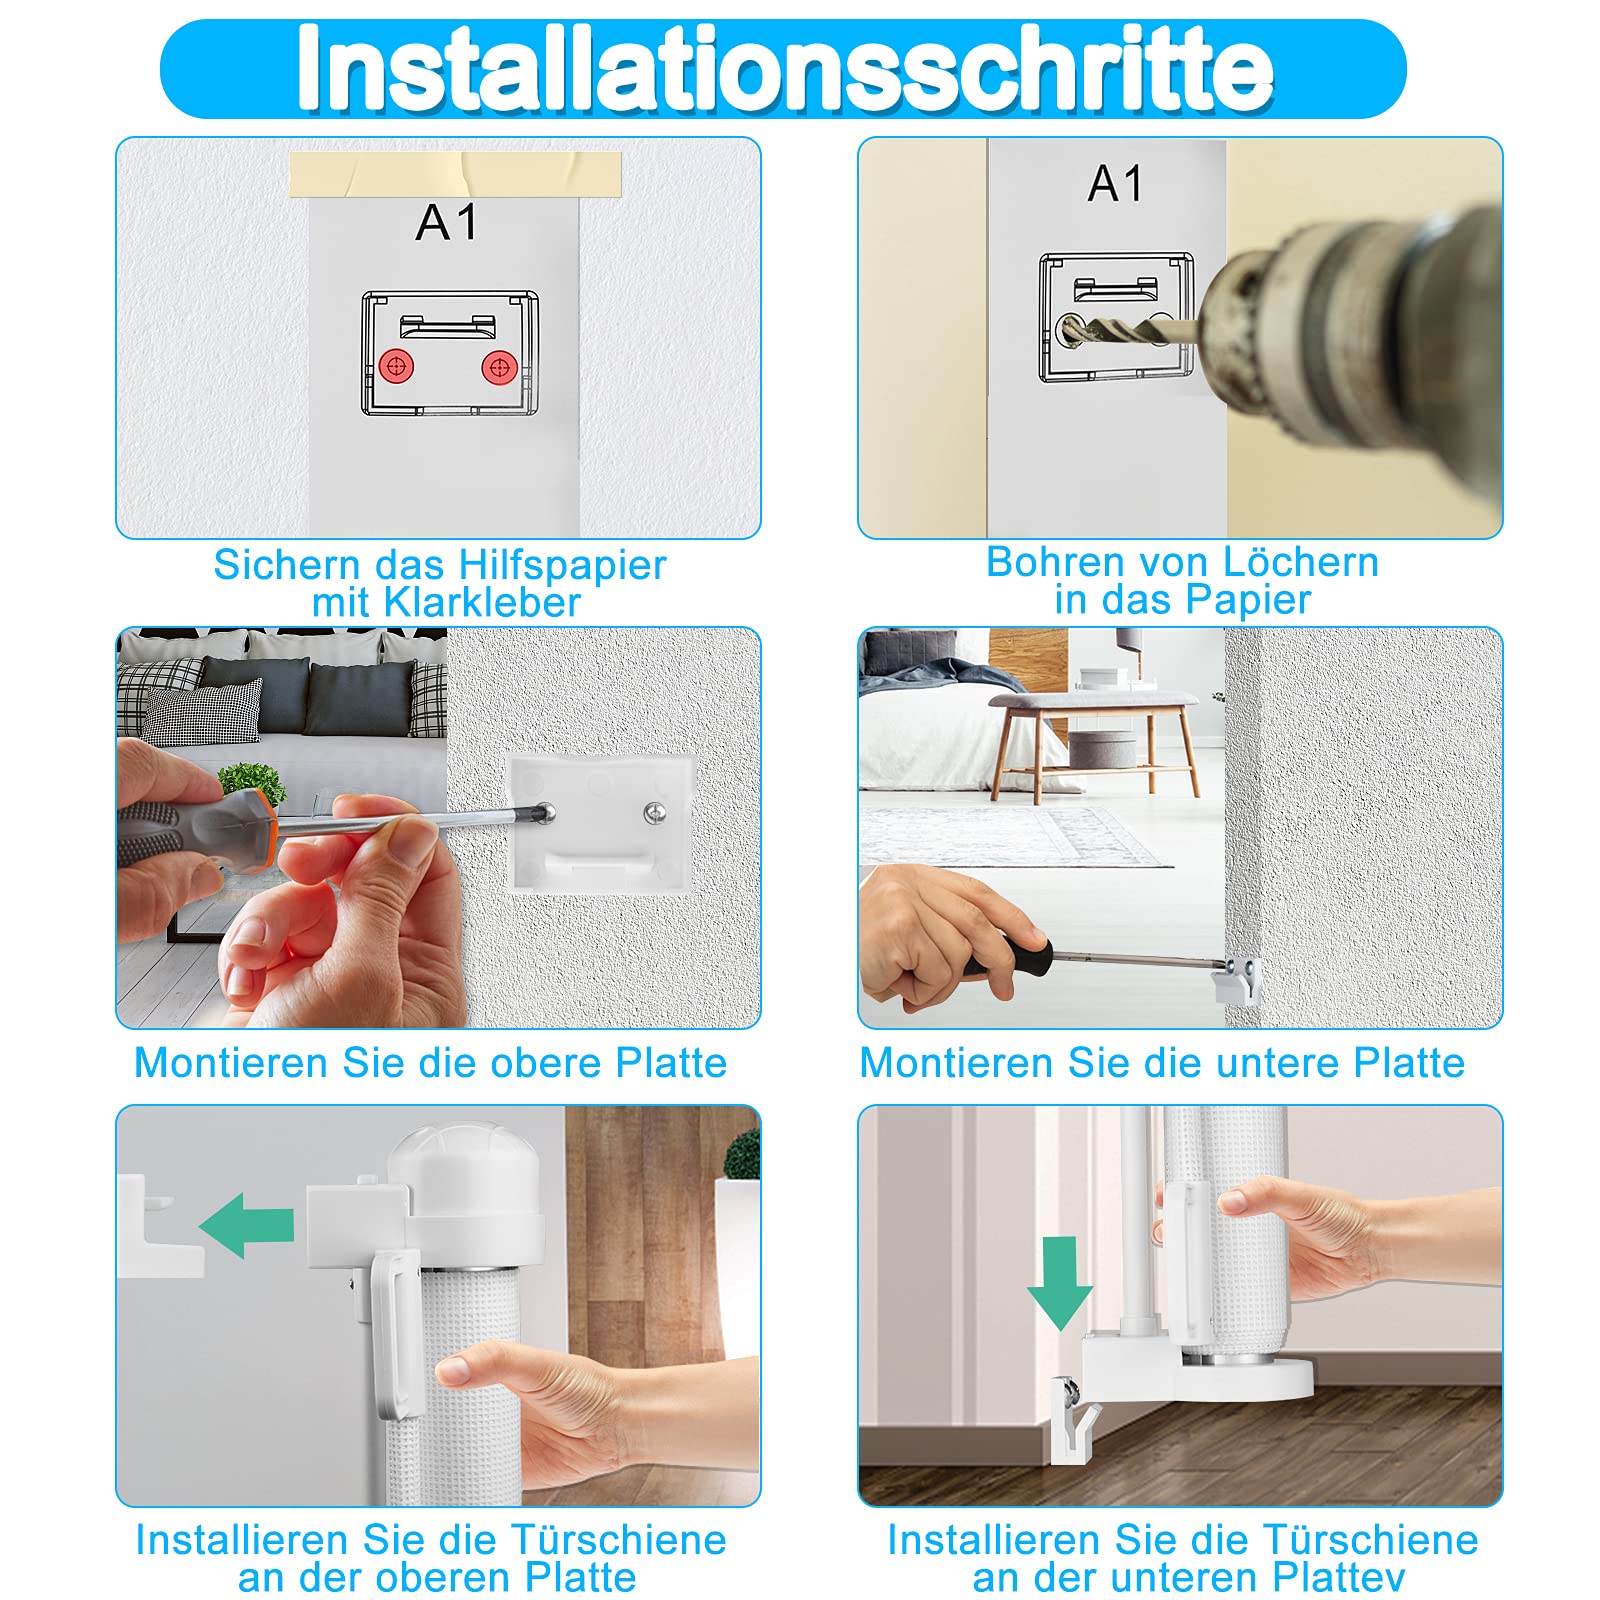 Installationsschritte
A1
A1
Sichern das Hilfspapier
mit Klarkleber
Bohren von Löchern
in das Papier
Montieren Sie die obere Platte
Montieren Sie die untere Platte
Installieren Sie die Türschiene
an der oberen Platte
Installieren Sie die Türschiene
an der unteren Plattev